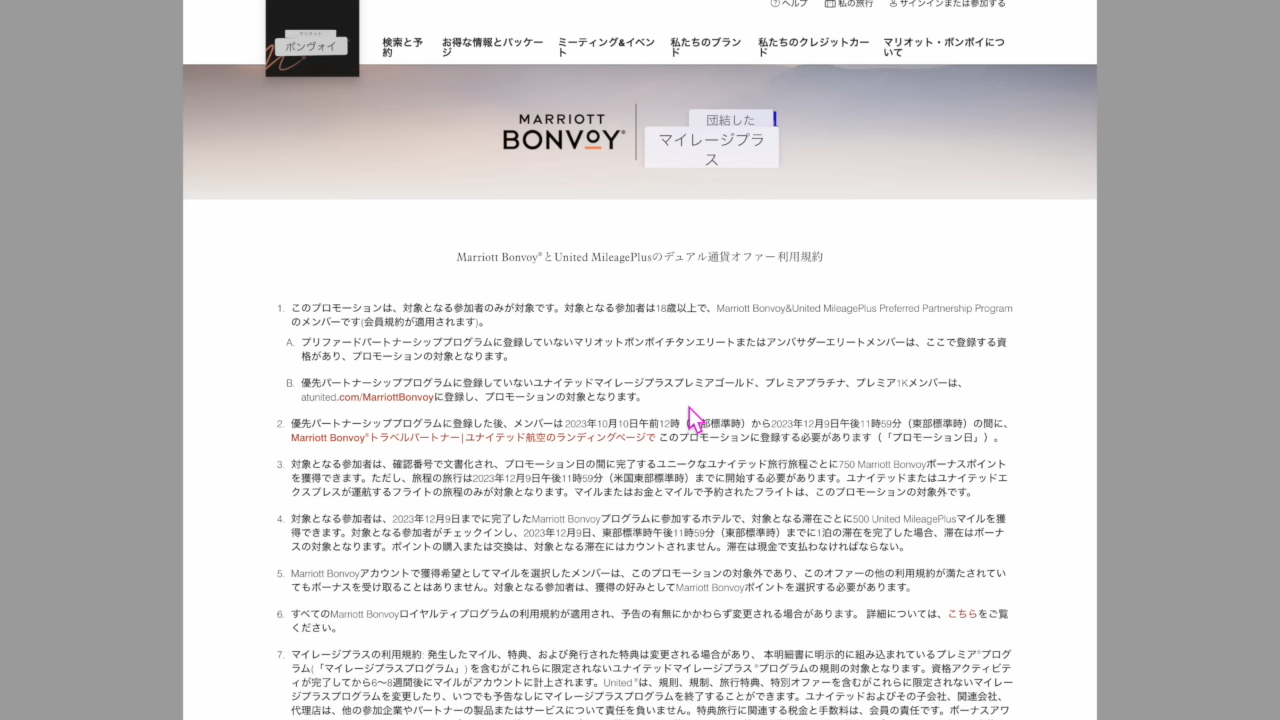 ヘルプ 私の旅行 サインインまたは参加する
マリオット
ボンヴォイ
検索と予約
お得な情報とパッケージ
ミーティング&イベント
私たちのブランド
私たちのクレジットカード
マリオット・ボンボイについて
MARRIOTT
BONVOY®
団結した
マイレージプラス
Marriott Bonvoy®とUnited MileagePlusのデュアル通貨オファー利用規約
1. このプロモーションは、対象となる参加者のみが対象です。対象となる参加者は18歳以上で、Marriott Bonvoy&United MileagePlus Preferred Partnership Program
のメンバーです(会員規約が適用されます)。
A. プリファードパートナーシッププログラムに登録していないマリオットボンボイチタンエリートまたはアンバサダーエリートメンバーは、ここで登録する資
格があり、プロモーションの対象となります。
B. 優先パートナーシッププログラムに登録していないユナイテッドマイレージプラスプレミアゴールド、プレミアプラチナ、プレミア1Kメンバーは、
atunited.com/MarriottBonvoyに登録し、プロモーションの対象となります。
2. 優先パートナーシッププログラムに登録した後、メンバーは 2023年10月10日午前12時（ 部標準時）から2023年12月9日午後11時59分（東部標準時）の間に、
Marriott Bonvoy®トラベルパートナー|ユナイテッド航空のランディングページで このプロモーションに登録する必要があります（「プロモーション日」）。
3. 対象となる参加者は、確認番号で文書化され、プロモーション日の間に完了するユニークなユナイテッド旅行旅程ごとに750 Marriott Bonvoyボーナスポイント
を獲得できます。ただし、旅程の旅行は2023年12月9日午後11時59分（米国東部標準時）までに開始する必要があります。ユナイテッドまたはユナイテッドエ
クスプレスが運航するフライトの旅程のみが対象となります。マイルまたはお金とマイルで予約されたフライトは、このプロモーションの対象外です。
4. 対象となる参加者は、2023年12月9日までに完了したMarriott Bonvoyプログラムに参加するホテルで、対象となる滞在ごとに500 United MileagePlusマイルを獲
得できます。対象となる参加者がチェックインし、2023年12月9日、東部標準時午後11時59分（東部標準時）までに1泊の滞在を完了した場合、滞在はボーナ
スの対象となります。ポイントの購入または交換は、対象となる滞在にはカウントされません。滞在は現金で支払わなければならない。
5. Marriott Bonvoyアカウントで獲得希望としてマイルを選択したメンバーは、このプロモーションの対象外であり、このオファーの他の利用規約が満たされてい
てもボーナスを受け取ることはありません。対象となる参加者は、獲得の好みとしてMarriott Bonvoyポイントを選択する必要があります。
6. すべてのMarriott Bonvoyロイヤルティプログラムの利用規約が適用され、予告の有無にかかわらず変更される場合があります。 詳細については、こちらをご覧
ください。
7. マイレージプラスの利用規約: 発生したマイル、特典、および発行された特典は変更される場合があり、 本明細書に明示的に組み込まれているプレミア®プログ
ラム(「マイレージプラスプログラム」) を含むがこれらに限定されないユナイテッドマイレージプラス®プログラムの規則の対象となります。資格アクティビテ
ィが完了してから6〜8週間後にマイルがアカウントに計上されます。United®は、規則、規制、旅行特典、特別オファーを含むがこれらに限定されないマイレー
ジプラスプログラムを変更したり、いつでも予告なしにマイレージプラスプログラムを終了することができます。ユナイテッドおよびその子会社、関連会社、
代理店は、他の参加企業やパートナーの製品またはサービスについて責任を負いません。特典旅行に関連する税金と手数料は、会員の責任です。ボーナスアワ